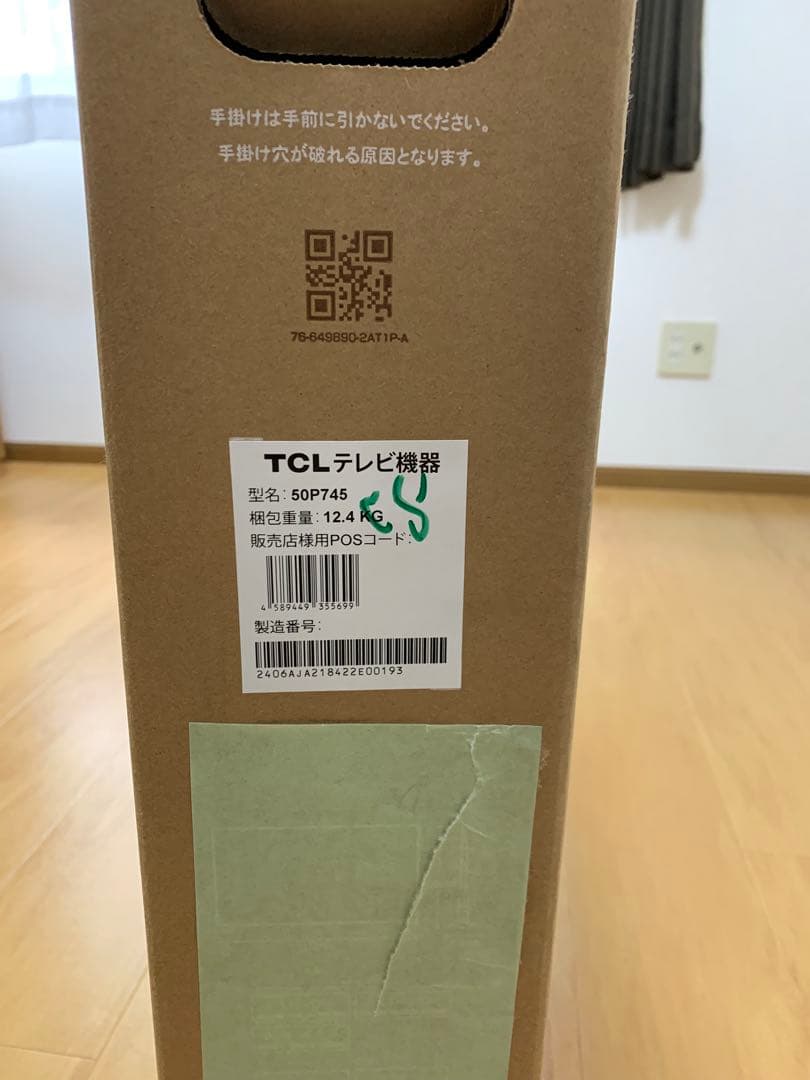 手掛けは手前に引かないでください。
手掛け穴が破れる原因となります。
76-649890-2AT1P-A
TCLテレビ機器
型名: 50P745
梱包重量: 12.4 KG
販売店様用POSコード:
4 589449 355699
製造番号:
2406AJA218422E00193